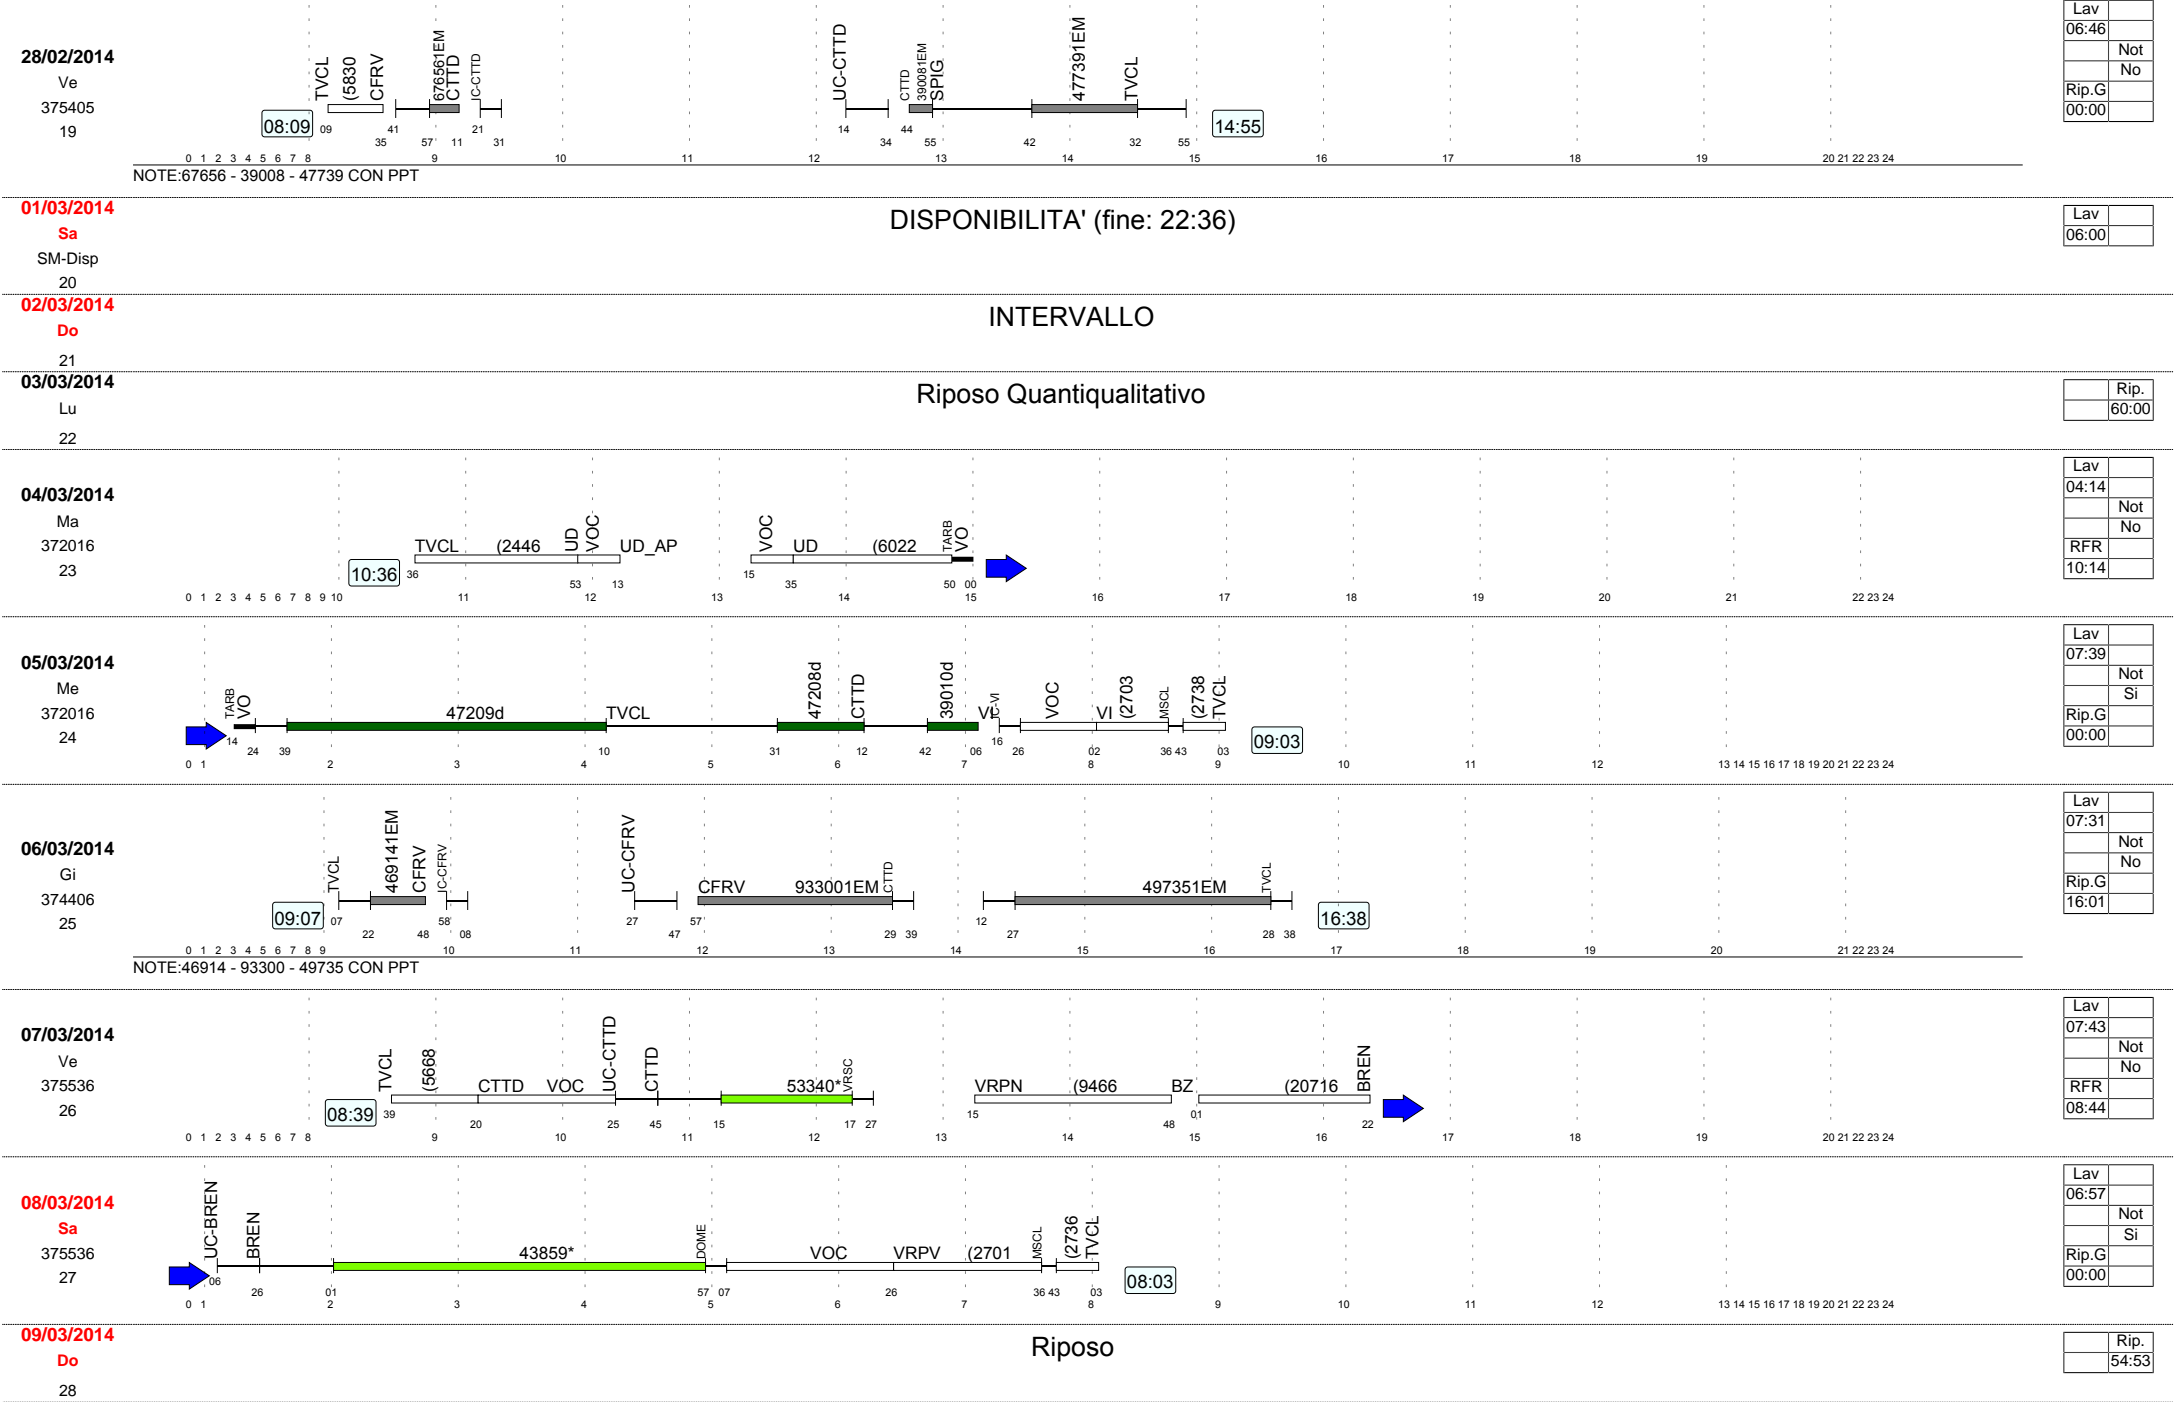 28/02/2014
Ve
375405
19
08:09
TVCL (5830 CFRV 676561EM CTTD IC-CTTD UC-CTTD CTTD 390081EM SPIG 477391EM TVCL
14:55
09 35 41 57 11 21 31 14 34 44 55 42 32 55
0 1 2 3 4 5 6 7 8 9 10 11 12 13 14 15 16 17 18 19 20 21 22 23 24
NOTE:67656 - 39008 - 47739 CON PPT
Lav
06:46
Not
No
Rip.G
00:00
01/03/2014
Sa
SM-Disp
20
DISPONIBILITA' (fine: 22:36)
Lav
06:00
02/03/2014
Do
21
INTERVALLO
03/03/2014
Lu
22
Riposo Quantiqualitativo
Rip.
60:00
04/03/2014
Ma
372016
23
10:36
TVCL (2446 UD VOC UD_AP VOC UD (6022 TARB VO
36 53 13 15 35 50 00
0 1 2 3 4 5 6 7 8 9 10 11 12 13 14 15 16 17 18 19 20 21 22 23 24
Lav
04:14
Not
No
RFR
10:14
05/03/2014
Me
372016
24
TARB VO 47209d TVCL 47208d CTTD 39010d VI IC-VI VOC VI (2703 MSCL (2738 TVCL
09:03
14 24 39 10 31 12 42 06 16 26 02 36 43 03
0 1 2 3 4 5 6 7 8 9 10 11 12 13 14 15 16 17 18 19 20 21 22 23 24
Lav
07:39
Not
Si
Rip.G
00:00
06/03/2014
Gi
374406
25
09:07
TVCL 469141EM CFRV IC-CFRV UC-CFRV CFRV 933001EM CTTD 497351EM TVCL
16:38
07 22 48 58 08 27 47 57 29 39 12 27 28 38
0 1 2 3 4 5 6 7 8 9 10 11 12 13 14 15 16 17 18 19 20 21 22 23 24
NOTE:46914 - 93300 - 49735 CON PPT
Lav
07:31
Not
No
Rip.G
16:01
07/03/2014
Ve
375536
26
08:39
TVCL (5668 CTTD VOC UC-CTTD CTTD 53340* VRSC VRPN (9466 BZ (20716 BREN
39 20 25 45 15 17 27 15 48 01 22
0 1 2 3 4 5 6 7 8 9 10 11 12 13 14 15 16 17 18 19 20 21 22 23 24
Lav
07:43
Not
No
RFR
08:44
08/03/2014
Sa
375536
27
UC-BREN BREN 43859* DOME VOC VRPV (2701 MSCL (2736 TVCL
08:03
06 26 01 57 07 26 36 43 03
0 1 2 3 4 5 6 7 8 9 10 11 12 13 14 15 16 17 18 19 20 21 22 23 24
Lav
06:57
Not
Si
Rip.G
00:00
09/03/2014
Do
28
Riposo
Rip.
54:53